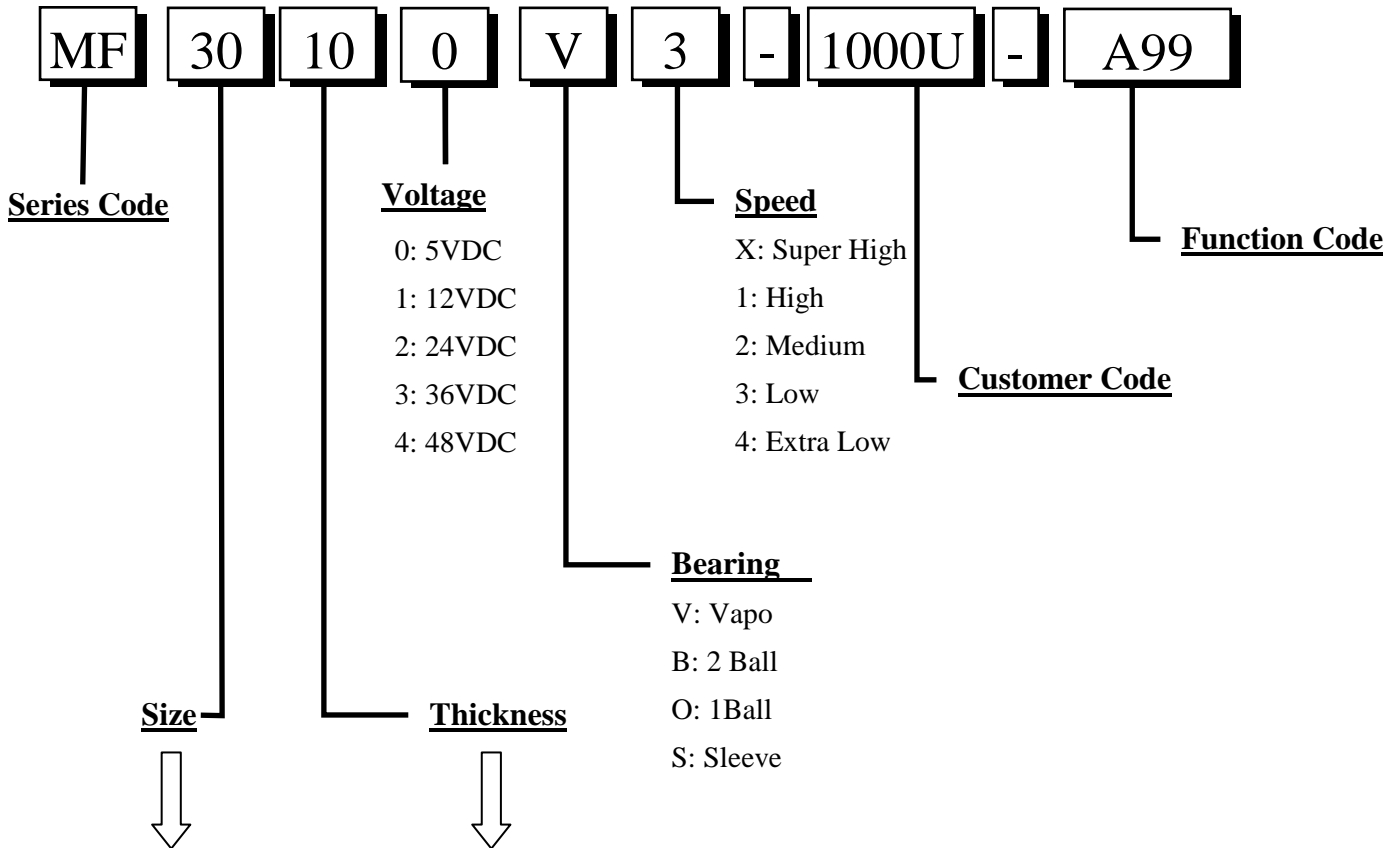 MF 30 10 0 V 3 - 1000U - A99
Series Code
Voltage
0: 5VDC
1: 12VDC
2: 24VDC
3: 36VDC
4: 48VDC
Speed
X: Super High
1: High
2: Medium
3: Low
4: Extra Low
Function Code
Customer Code
Bearing
V: Vapo
B: 2 Ball
O: 1Ball
S: Sleeve
Size
Thickness